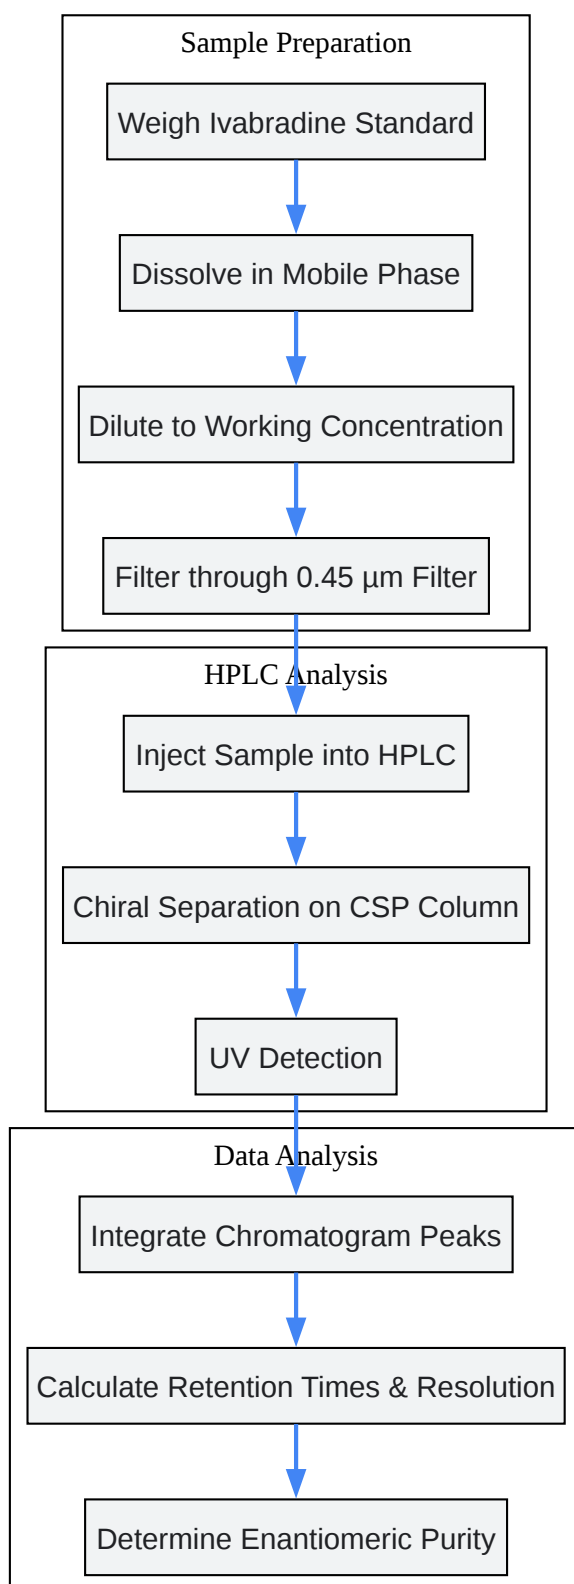 Sample Preparation
Weigh Ivabradine Standard
Dissolve in Mobile Phase
Dilute to Working Concentration
Filter through 0.45 µm Filter
HPLC Analysis
Inject Sample into HPLC
Chiral Separation on CSP Column
UV Detection
Data Analysis
Integrate Chromatogram Peaks
Calculate Retention Times & Resolution
Determine Enantiomeric Purity